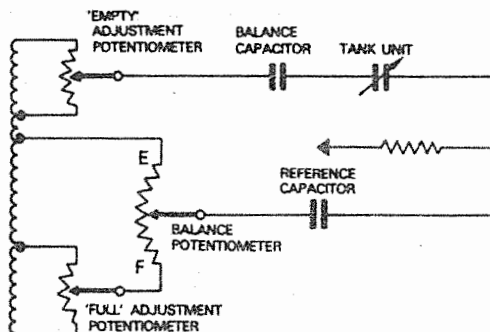 'EMPTY'
ADJUSTMENT
POTENTIOMETER
BALANCE
CAPACITOR
TANK UNIT
E
REFERENCE
CAPACITOR
BALANCE
POTENTIOMETER
F
'FULL' ADJUSTMENT
POTENTIOMETER